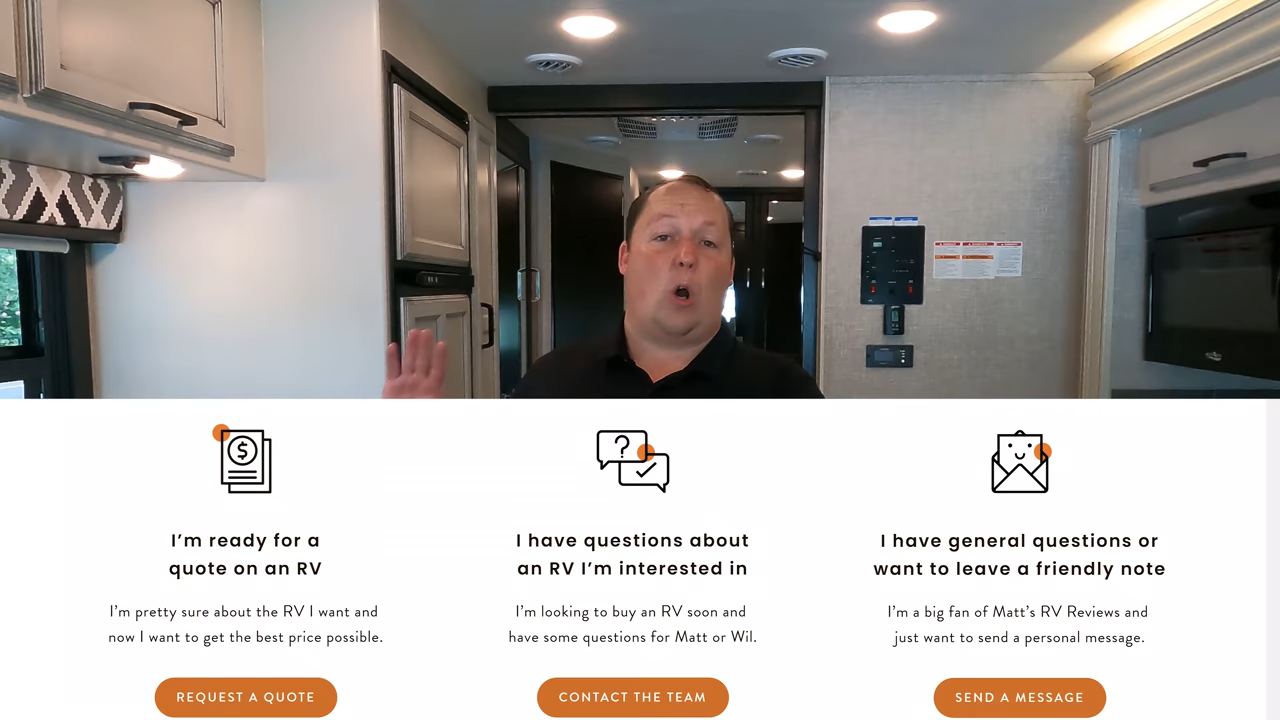 I'm ready for a
quote on an RV
I'm pretty sure about the RV I want and
now I want to get the best price possible.
REQUEST A QUOTE
I have questions about
an RV I'm interested in
I'm looking to buy an RV soon and
have some questions for Matt or Wil.
CONTACT THE TEAM
I have general questions or
want to leave a friendly note
I'm a big fan of Matt's RV Reviews and
just want to send a personal message.
SEND A MESSAGE